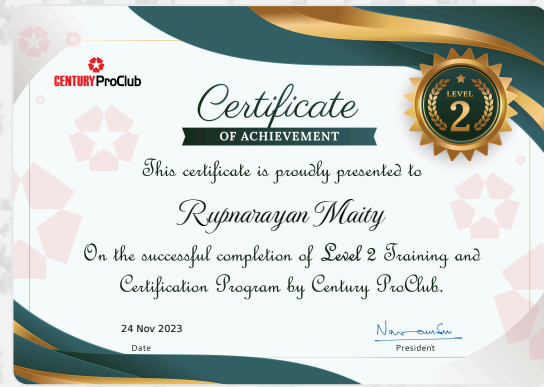 CENTURY ProClub
Certificate
OF ACHIEVEMENT
LEVEL
2
This certificate is proudly presented to
Rupnarayan Maity
On the successful completion of Level 2 Training and
Certification Program by Century ProClub.
24 Nov 2023
Date
President